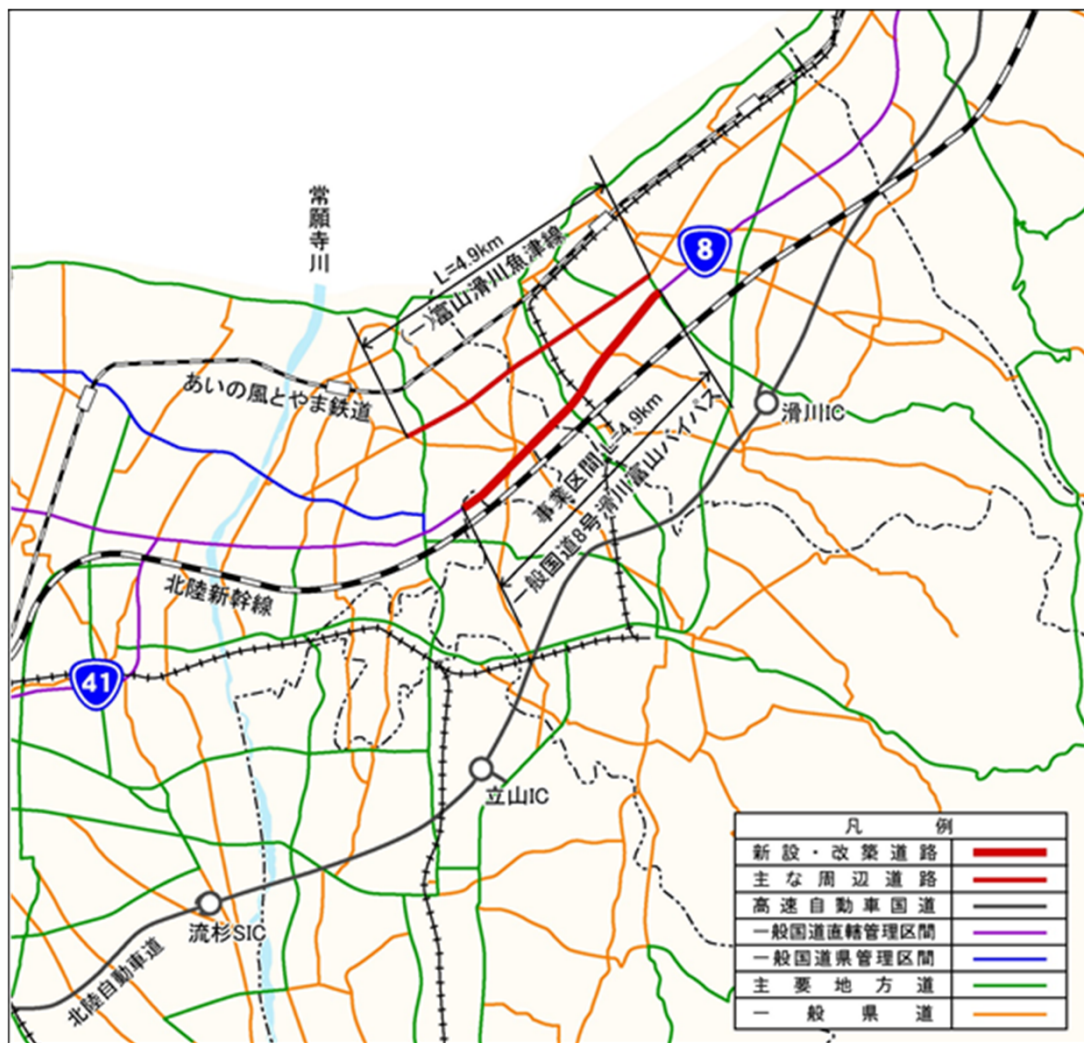 常願寺川
L=4.9km
(一)富山滑川魚津線
8
あいの風とやま鉄道
滑川IC
事業区間 L=4.9km
一般国道8号滑川富山バイパス
北陸新幹線
41
立山IC
流杉SIC
北陸自動車道
凡例
新設・改築道路
主な周辺道路
高速自動車国道
一般国道直轄管理区間
一般国道県管理区間
主要地方道
一般県道